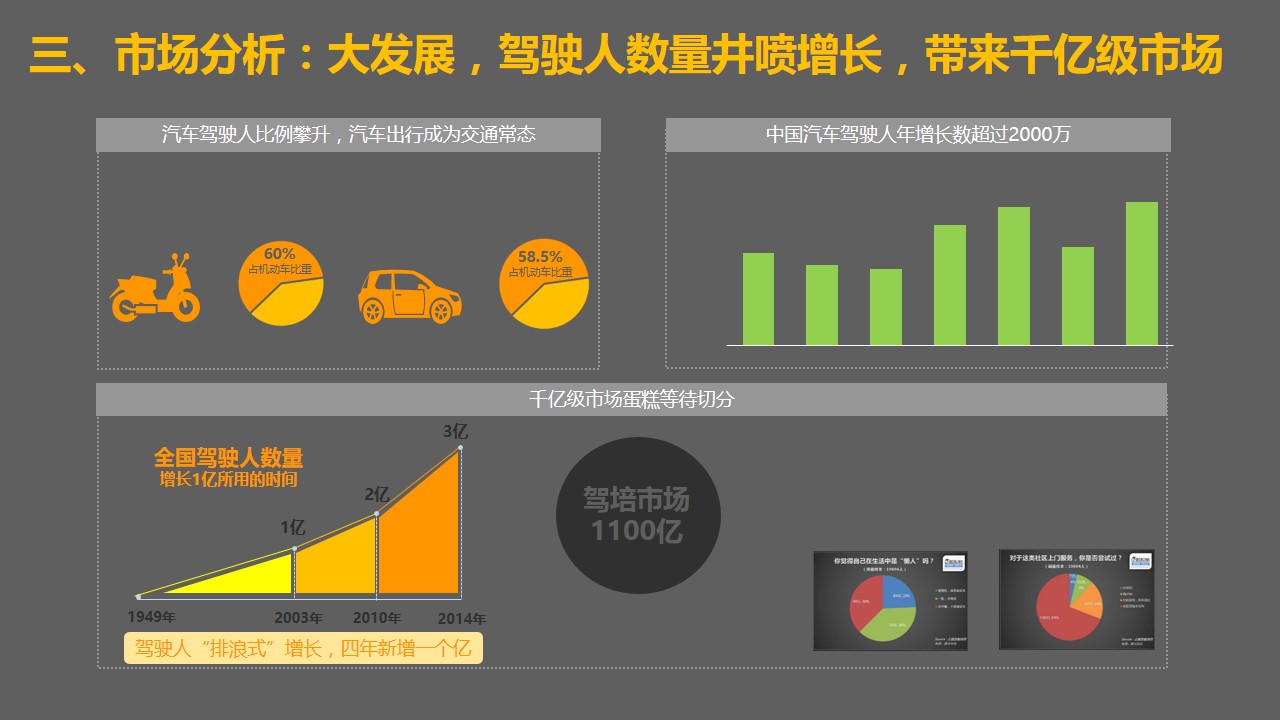 三、市场分析：大发展，驾驶人数量井喷增长，带来千亿级市场
汽车驾驶人比例攀升，汽车出行成为交通常态
中国汽车驾驶人年增长数超过2000万
60%
占机动车比重
58.5%
占机动车比重
千亿级市场蛋糕等待切分
全国驾驶人数量
增长1亿所用的时间
1亿
2亿
3亿
1949年
2003年
2010年
2014年
驾驶人“排浪式”增长，四年新增一个亿
驾培市场
1100亿
你觉得自己在生活中是“懒人”吗？
对于这类社区上门服务，你是否尝试过？